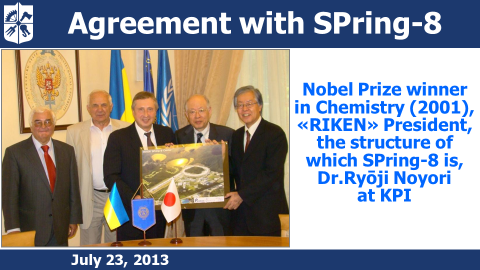 Agreement with SPring-8
Nobel Prize winner
in Chemistry (2001),
«RIKEN» President,
the structure of
which SPring-8 is,
Dr.Ryōji Noyori
at KPI
July 23, 2013